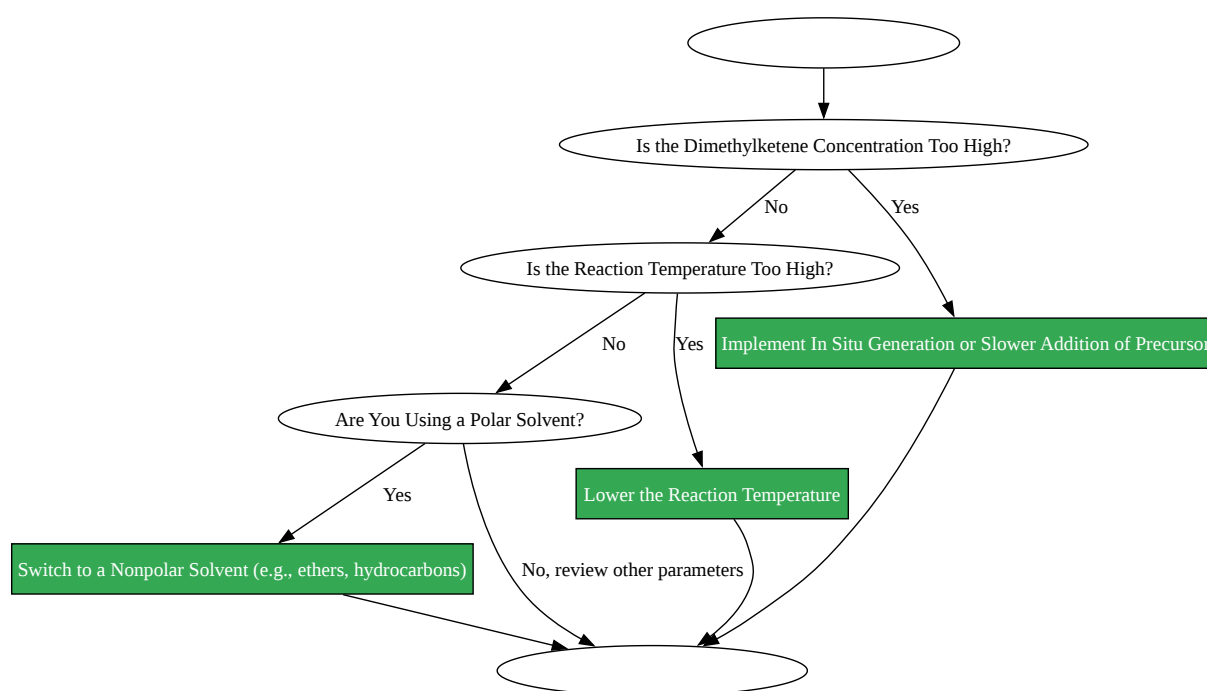 Is the Dimethylketene Concentration Too High?
No
Yes
Is the Reaction Temperature Too High?
No
Yes
Implement In Situ Generation or Slower Addition of Precursor
Are You Using a Polar Solvent?
Yes
Lower the Reaction Temperature
Switch to a Nonpolar Solvent (e.g., ethers, hydrocarbons)
No, review other parameters